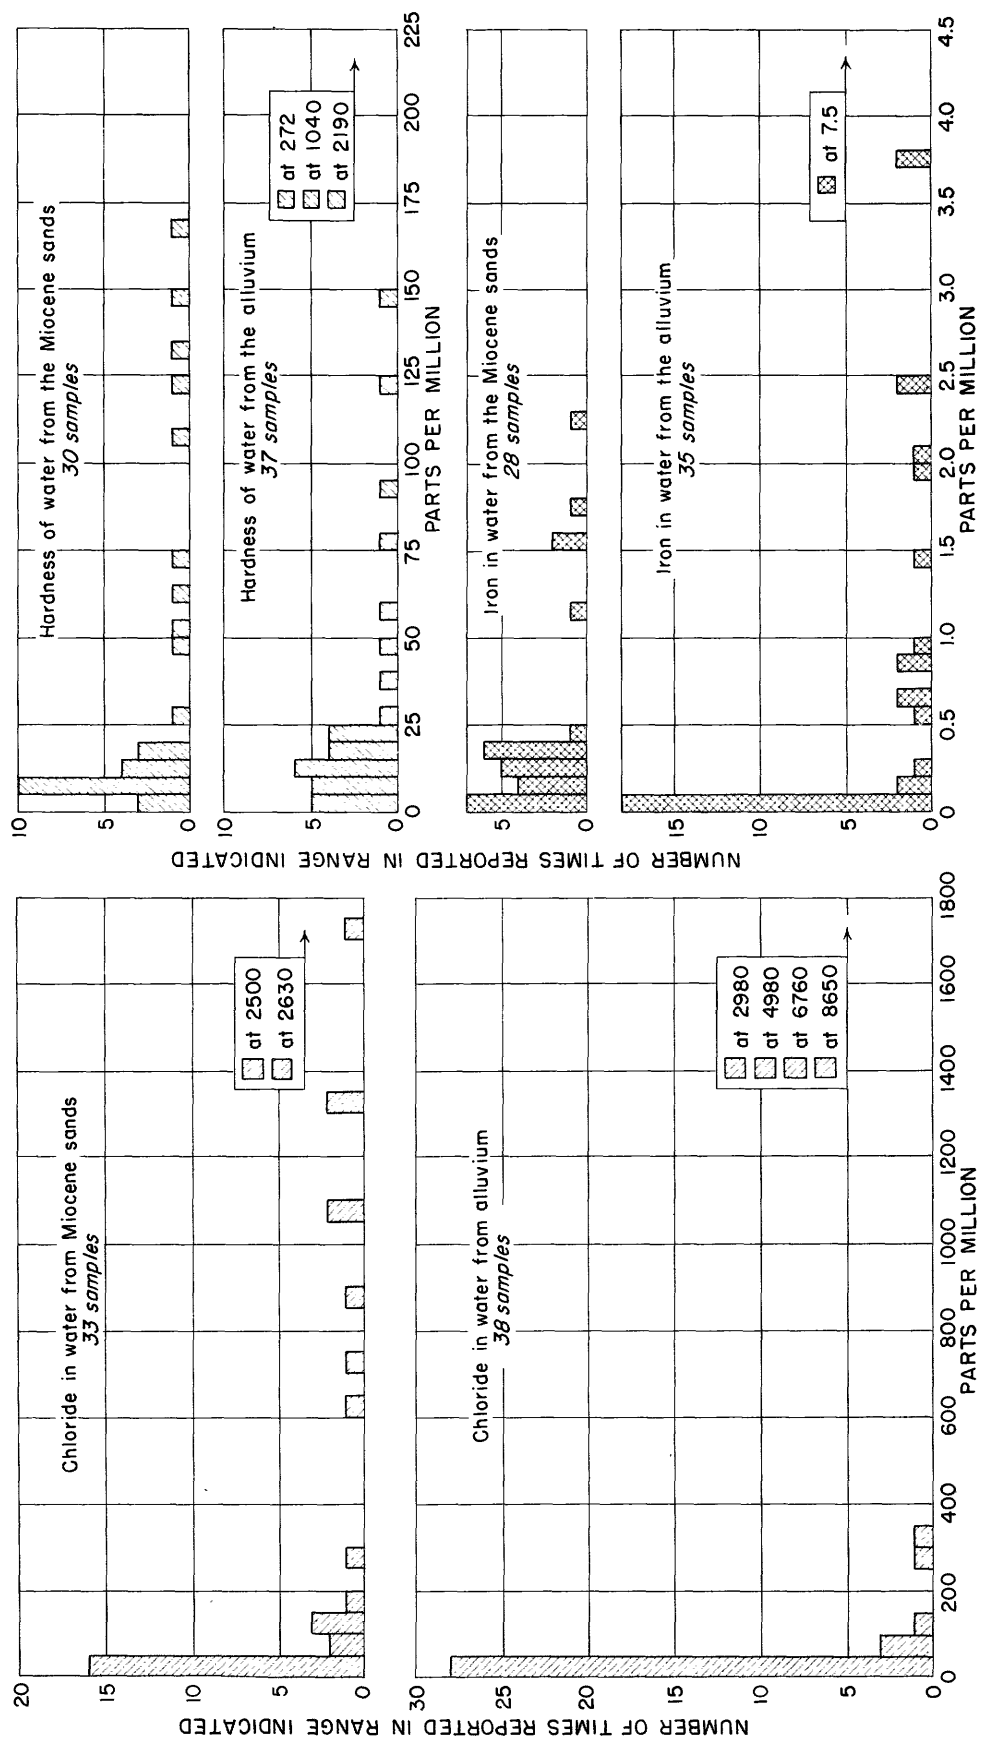 NUMBER OF TIMES REPORTED IN RANGE INDICATED
20
15
10
5
0
Chloride in water from Miocene sands
33 samples
at 2500
at 2630
30
25
20
15
10
5
0
Chloride in water from alluvium
38 samples
at 2980
at 4980
at 6760
at 8650
0
200
400
600
800
1000
1200
1400
1600
1800
PARTS PER MILLION
NUMBER OF TIMES REPORTED IN RANGE INDICATED
10
5
0
Hardness of water from the Miocene sands
30 samples
10
5
0
Hardness of water from the alluvium
37 samples
at 272
at 1040
at 2190
0
25
50
75
100
125
150
175
200
225
PARTS PER MILLION
5
0
Iron in water from the Miocene sands
28 samples
15
10
5
0
Iron in water from the alluvium
35 samples
at 7.5
0
0.5
1.0
1.5
2.0
2.5
3.0
3.5
4.0
4.5
PARTS PER MILLION